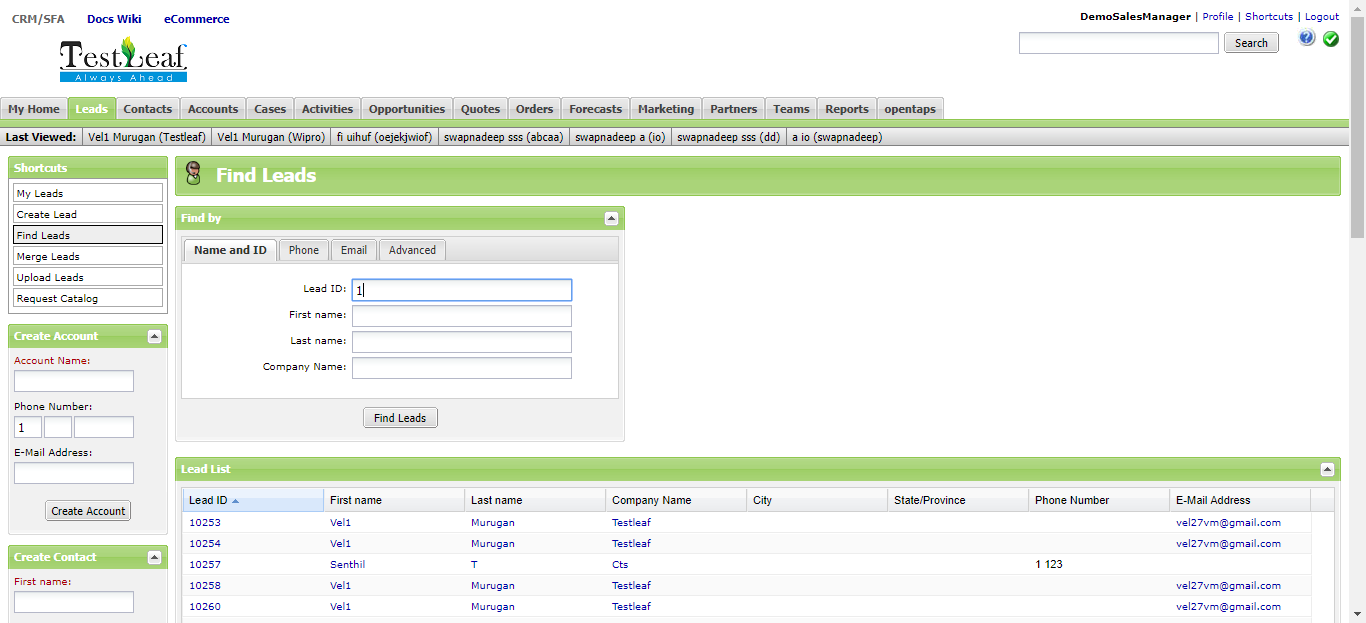 CRM/SFA Docs Wiki eCommerce
DemoSalesManager | Profile | Shortcuts | Logout
TestLeaf
Always Ahead
Search
My Home Leads Contacts Accounts Cases Activities Opportunities Quotes Orders Forecasts Marketing Partners Teams Reports opentaps
Last Viewed: Vel1 Murugan (Testleaf) Vel1 Murugan (Wipro) fi uihuf (oejekjwiof) swapnadeep sss (abcaa) swapnadeep a (io) swapnadeep sss (dd) a io (swapnadeep)
Shortcuts
My Leads
Create Lead
Find Leads
Merge Leads
Upload Leads
Request Catalog
Create Account
Account Name:
Phone Number:
1
E-Mail Address:
Create Account
Create Contact
First name:
Find Leads
Find by
Name and ID Phone Email Advanced
Lead ID: 1
First name:
Last name:
Company Name:
Find Leads
Lead List
Lead ID First name Last name Company Name City State/Province Phone Number E-Mail Address
10253 Vel1 Murugan Testleaf vel27vm@gmail.com
10254 Vel1 Murugan Testleaf vel27vm@gmail.com
10257 Senthil T Cts 1 123
10258 Vel1 Murugan Testleaf vel27vm@gmail.com
10260 Vel1 Murugan Testleaf vel27vm@gmail.com